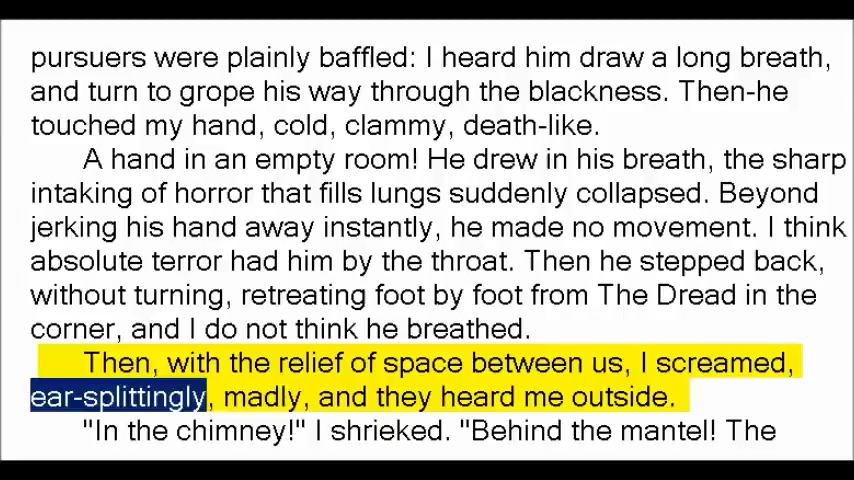 pursuers were plainly baffled: I heard him draw a long breath,
and turn to grope his way through the blackness. Then-he
touched my hand, cold, clammy, death-like.
A hand in an empty room! He drew in his breath, the sharp
intaking of horror that fills lungs suddenly collapsed. Beyond
jerking his hand away instantly, he made no movement. I think
absolute terror had him by the throat. Then he stepped back,
without turning, retreating foot by foot from The Dread in the
corner, and I do not think he breathed.
Then, with the relief of space between us, I screamed,
ear-splittingly, madly, and they heard me outside.
"In the chimney!" I shrieked. "Behind the mantel! The